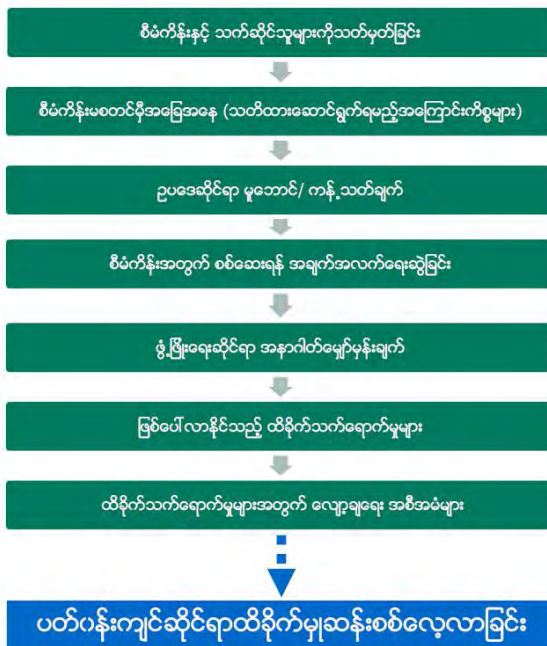 စီမံကိန်းနှင့် သက်ဆိုင်သူများကိုသတ်မှတ်ခြင်း
စီမံကိန်းမစတင်မှီအခြေအနေ (သတိထားဆောင်ရွက်ရမည့်အကြောင်းကိစ္စများ)
ဥပဒေဆိုင်ရာ မူဘောင်/ ကန့်သတ်ချက်
စီမံကိန်းအတွက် စစ်ဆေးရန် အချက်အလက်ရေးဆွဲခြင်း
ဖွံ့ဖြိုးရေးဆိုင်ရာ အနာဂါတ်မျှော်မှန်းချက်
ဖြစ်ပေါ်လာနိုင်သည့် ထိခိုက်သက်ရောက်မှုများ
ထိခိုက်သက်ရောက်မှုများအတွက် လျော့ချရေး အစီအမံများ
ပတ်ဝန်းကျင်ဆိုင်ရာထိခိုက်မှုဆန်းစစ်လေ့လာခြင်း